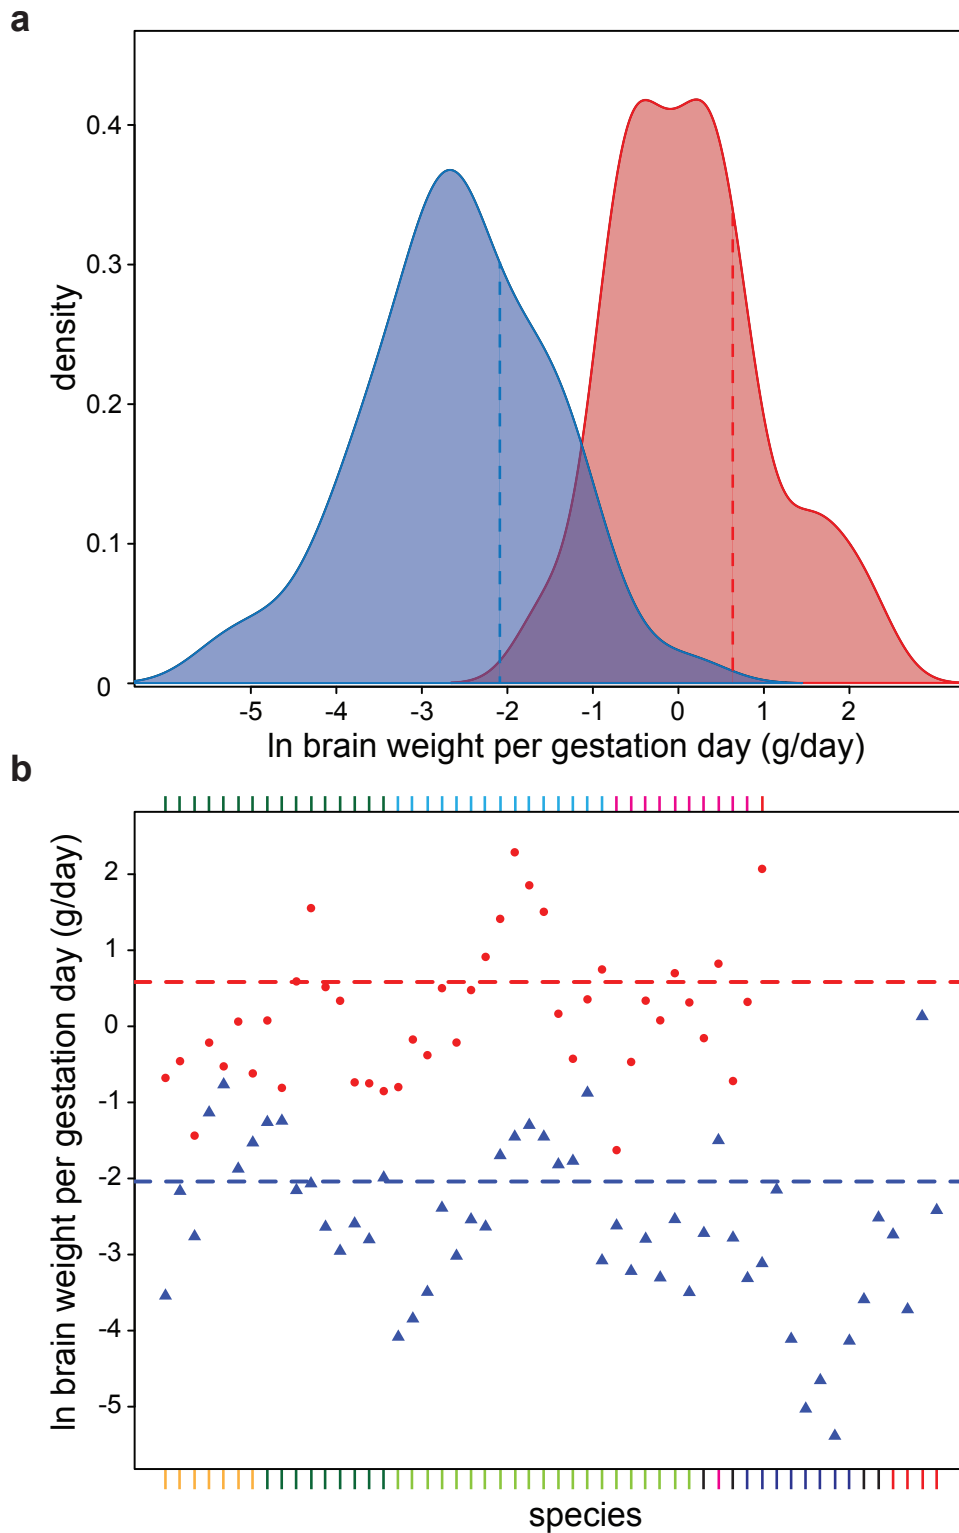 a
0.4
0.3
0.2
0.1
0
density
-5 -4 -3 -2 -1 0 1 2
ln brain weight per gestation day (g/day)
b
2
1
0
-1
-2
-3
-4
-5
ln brain weight per gestation day (g/day)
species